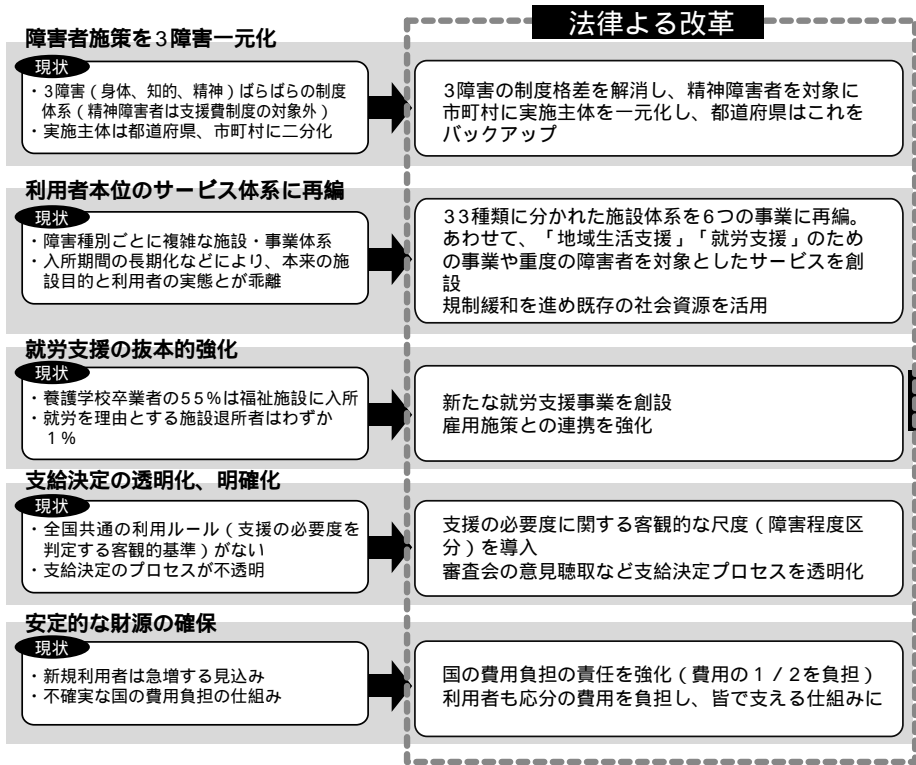 法律よる改革
障害者施策を3障害一元化
現状
・3障害(身体、知的、精神)ばらばらの制度
体系(精神障害者は支援費制度の対象外)
・実施主体は都道府県、市町村に二分化
3障害の制度格差を解消し、精神障害者を対象に
市町村に実施主体を一元化し、都道府県はこれを
バックアップ
利用者本位のサービス体系に再編
現状
・障害種別ごとに複雑な施設・事業体系
・入所期間の長期化などにより、本来の施
設目的と利用者の実態とが乖離
33種類に分かれた施設体系を6つの事業に再編。
あわせて、「地域生活支援」「就労支援」のため
の事業や重度の障害者を対象としたサービスを創
設
規制緩和を進め既存の社会資源を活用
就労支援の抜本的強化
現状
・養護学校卒業者の55%は福祉施設に入所
・就労を理由とする施設退所者はわずか
1%
新たな就労支援事業を創設
雇用施策との連携を強化
支給決定の透明化、明確化
現状
・全国共通の利用ルール(支援の必要度を
判定する客観的基準)がない
・支給決定のプロセスが不透明
支援の必要度に関する客観的な尺度(障害程度区
分)を導入
審査会の意見聴取など支給決定プロセスを透明化
安定的な財源の確保
現状
・新規利用者は急増する見込み
・不確実な国の費用負担の仕組み
国の費用負担の責任を強化(費用の1/2を負担)
利用者も応分の費用を負担し、皆で支える仕組みに